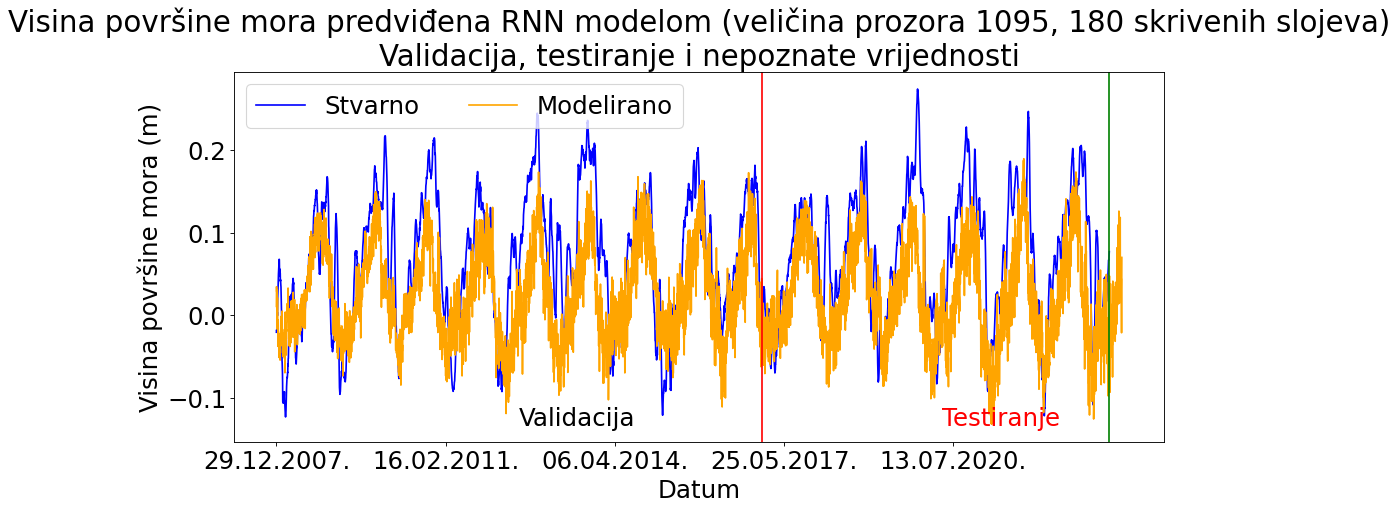 Visina površine mora predviđena RNN modelom (veličina prozora 1095, 180 skrivenih slojeva)
Validacija, testiranje i nepoznate vrijednosti
Stvarno Modelirano
Visina površine mora (m)
0.2
0.1
0.0
−0.1
Validacija Testiranje
29.12.2007. 16.02.2011. 06.04.2014. 25.05.2017. 13.07.2020.
Datum